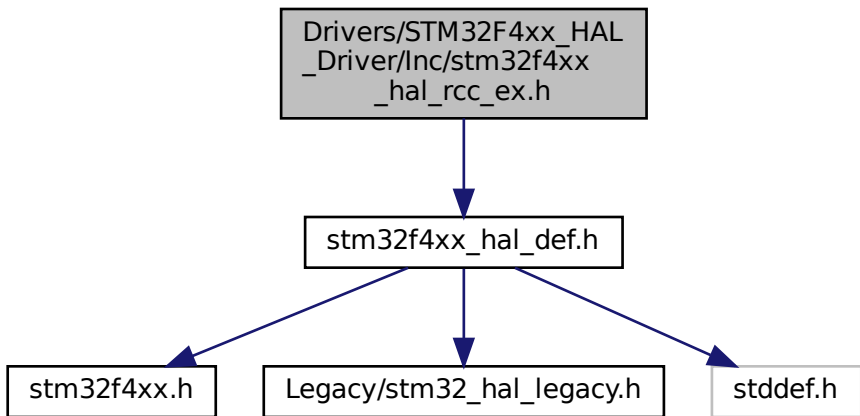 Drivers/STM32F4xx_HAL
_Driver/Inc/stm32f4xx
_hal_rcc_ex.h
stm32f4xx_hal_def.h
stm32f4xx.h
Legacy/stm32_hal_legacy.h
stddef.h